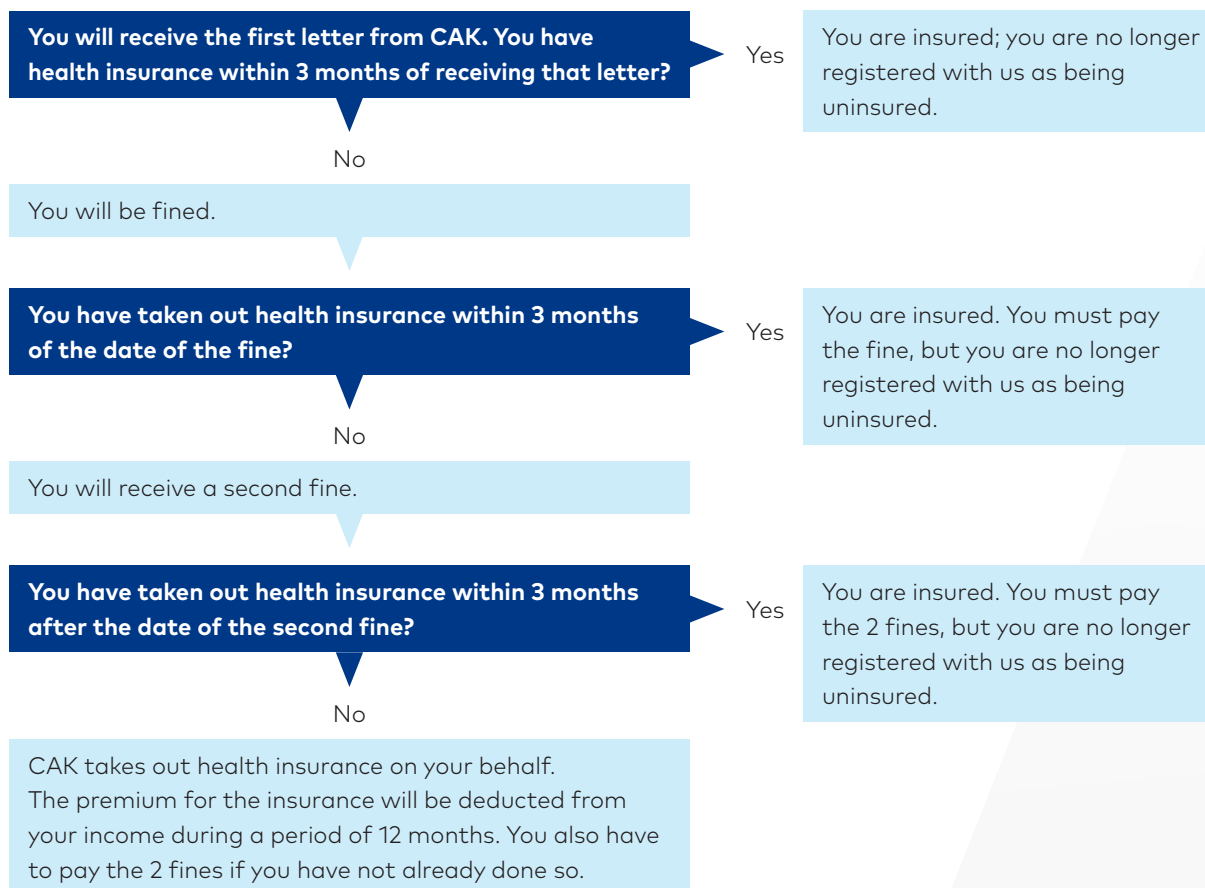 You will receive the first letter from CAK. You have
health insurance within 3 months of receiving that letter?
Yes
You are insured; you are no longer
registered with us as being
uninsured.
No
You will be fined.
You have taken out health insurance within 3 months
of the date of the fine?
Yes
You are insured. You must pay
the fine, but you are no longer
registered with us as being
uninsured.
No
You will receive a second fine.
You have taken out health insurance within 3 months
after the date of the second fine?
Yes
You are insured. You must pay
the 2 fines, but you are no longer
registered with us as being
uninsured.
No
CAK takes out health insurance on your behalf.
The premium for the insurance will be deducted from
your income during a period of 12 months. You also have
to pay the 2 fines if you have not already done so.